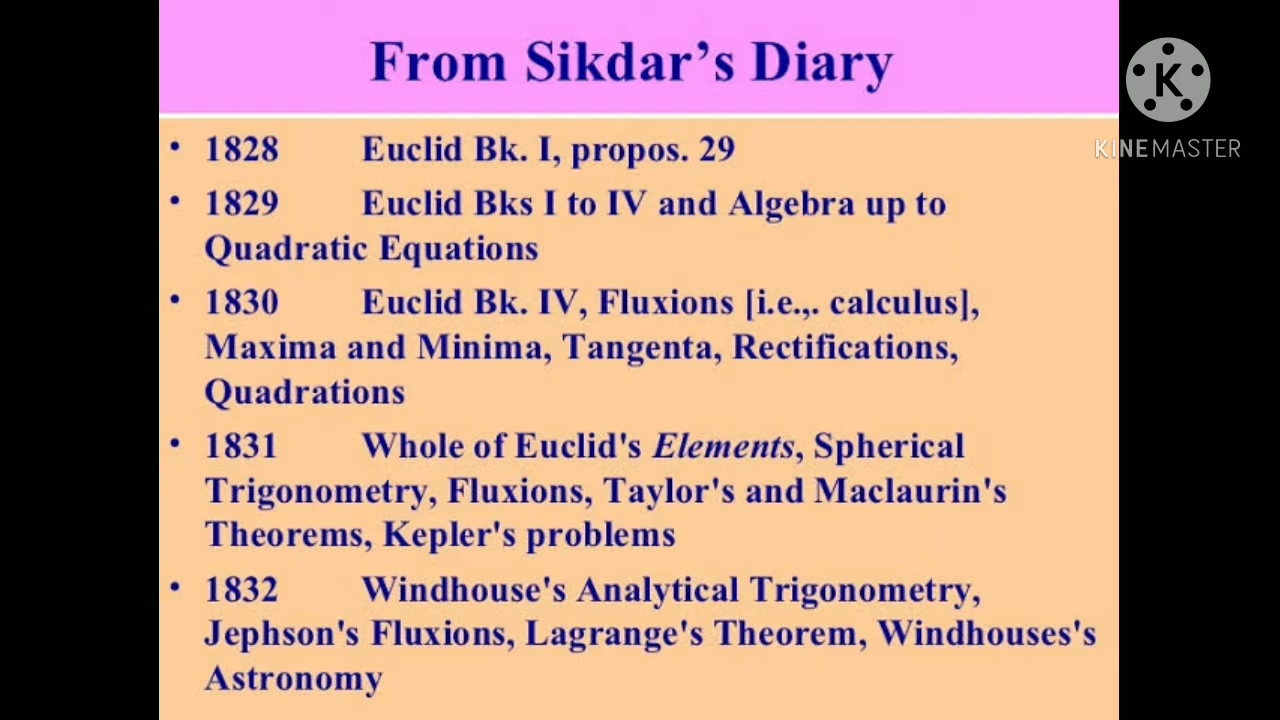 From Sikdar’s Diary
K
KINEMASTER
• 1828 Euclid Bk. I, propos. 29
• 1829 Euclid Bks I to IV and Algebra up to
Quadratic Equations
• 1830 Euclid Bk. IV, Fluxions [i.e.,. calculus],
Maxima and Minima, Tangenta, Rectifications,
Quadrations
• 1831 Whole of Euclid's Elements, Spherical
Trigonometry, Fluxions, Taylor's and Maclaurin's
Theorems, Kepler's problems
• 1832 Windhouse's Analytical Trigonometry,
Jephson's Fluxions, Lagrange's Theorem, Windhouses's
Astronomy